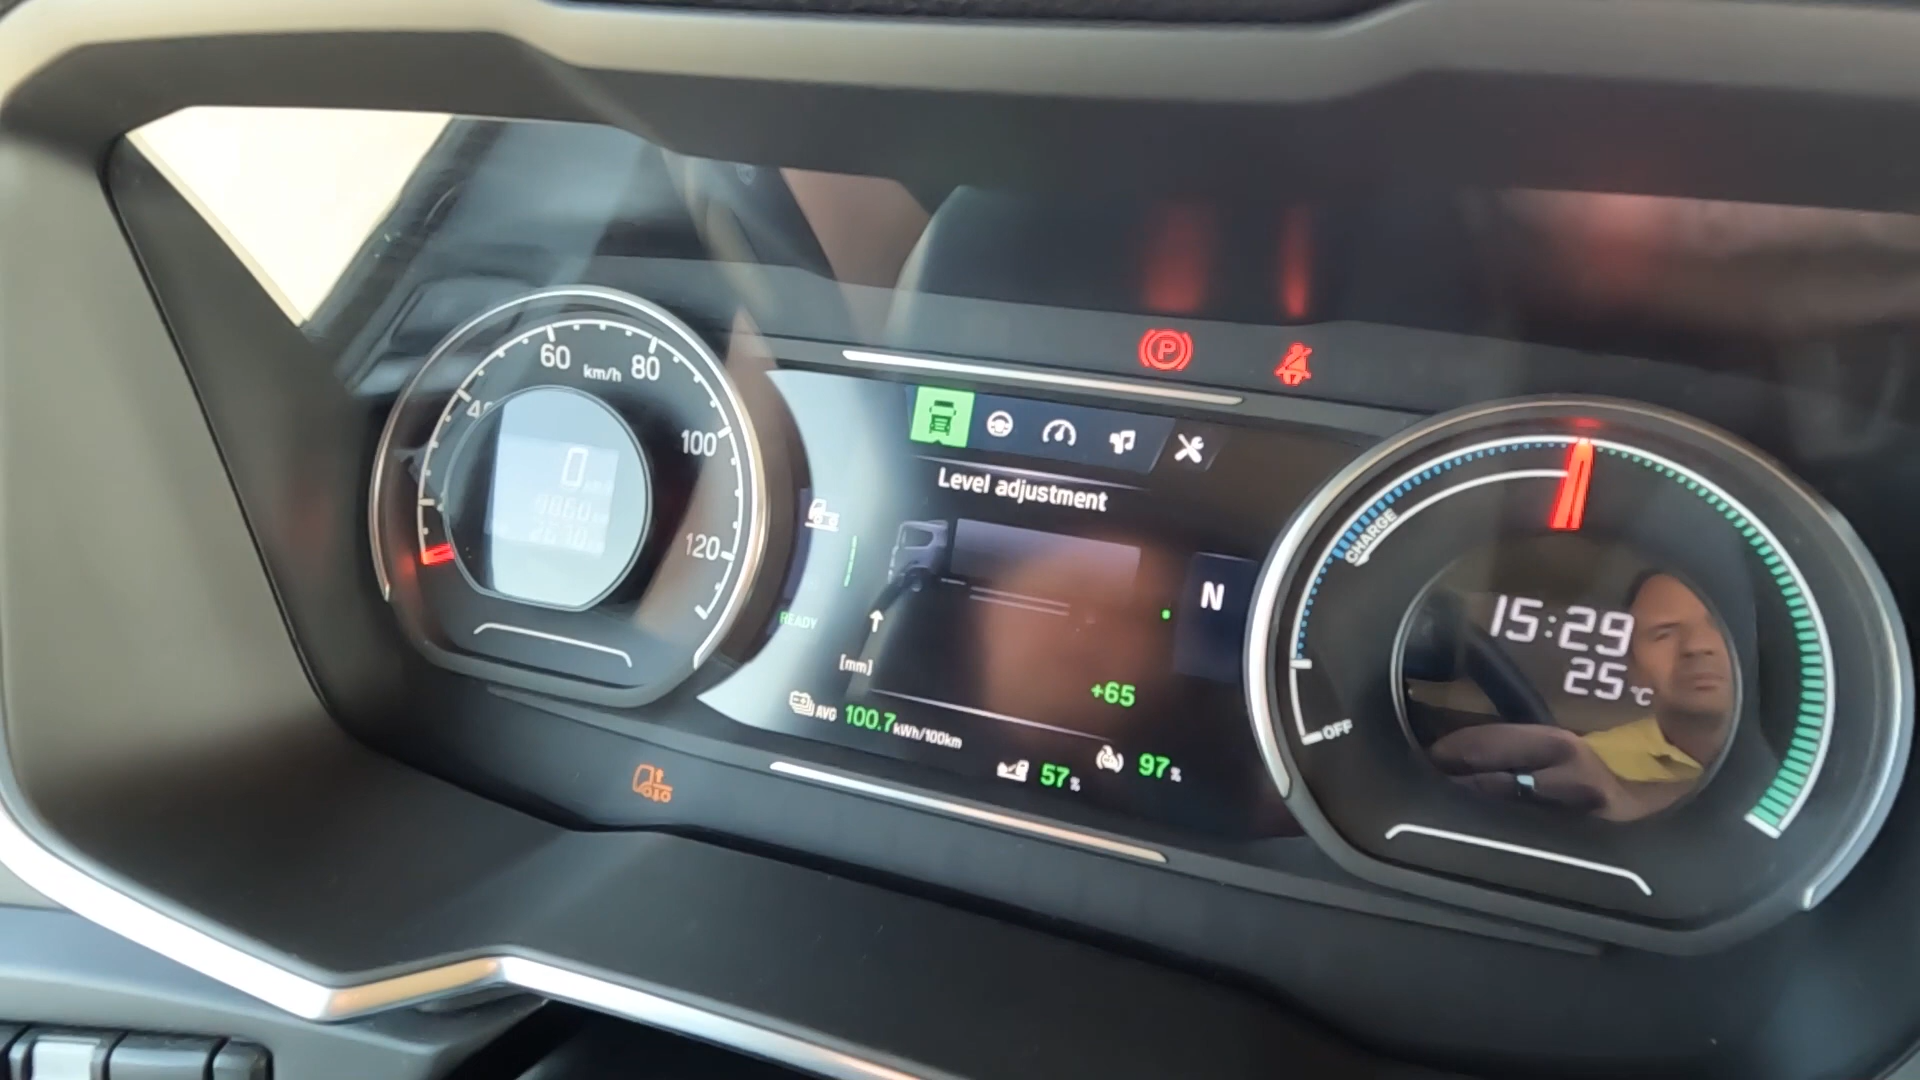 60
80
km/h
100
120
0
Level adjustment
READY
[mm]
+65
N
AVG 100.7 kWh/100km
57%
97%
P
CHARGE
OFF
15:29
25 °C